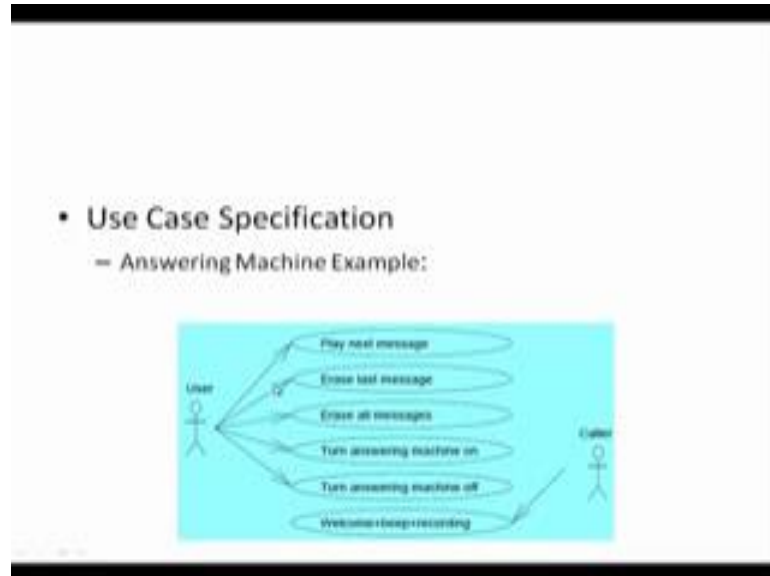 • Use Case Specification
– Answering Machine Example:
Play next message
User
Erase last message
Erase all messages
Caller
Turn answering machine on
Turn answering machine off
Welcome+beep+recording